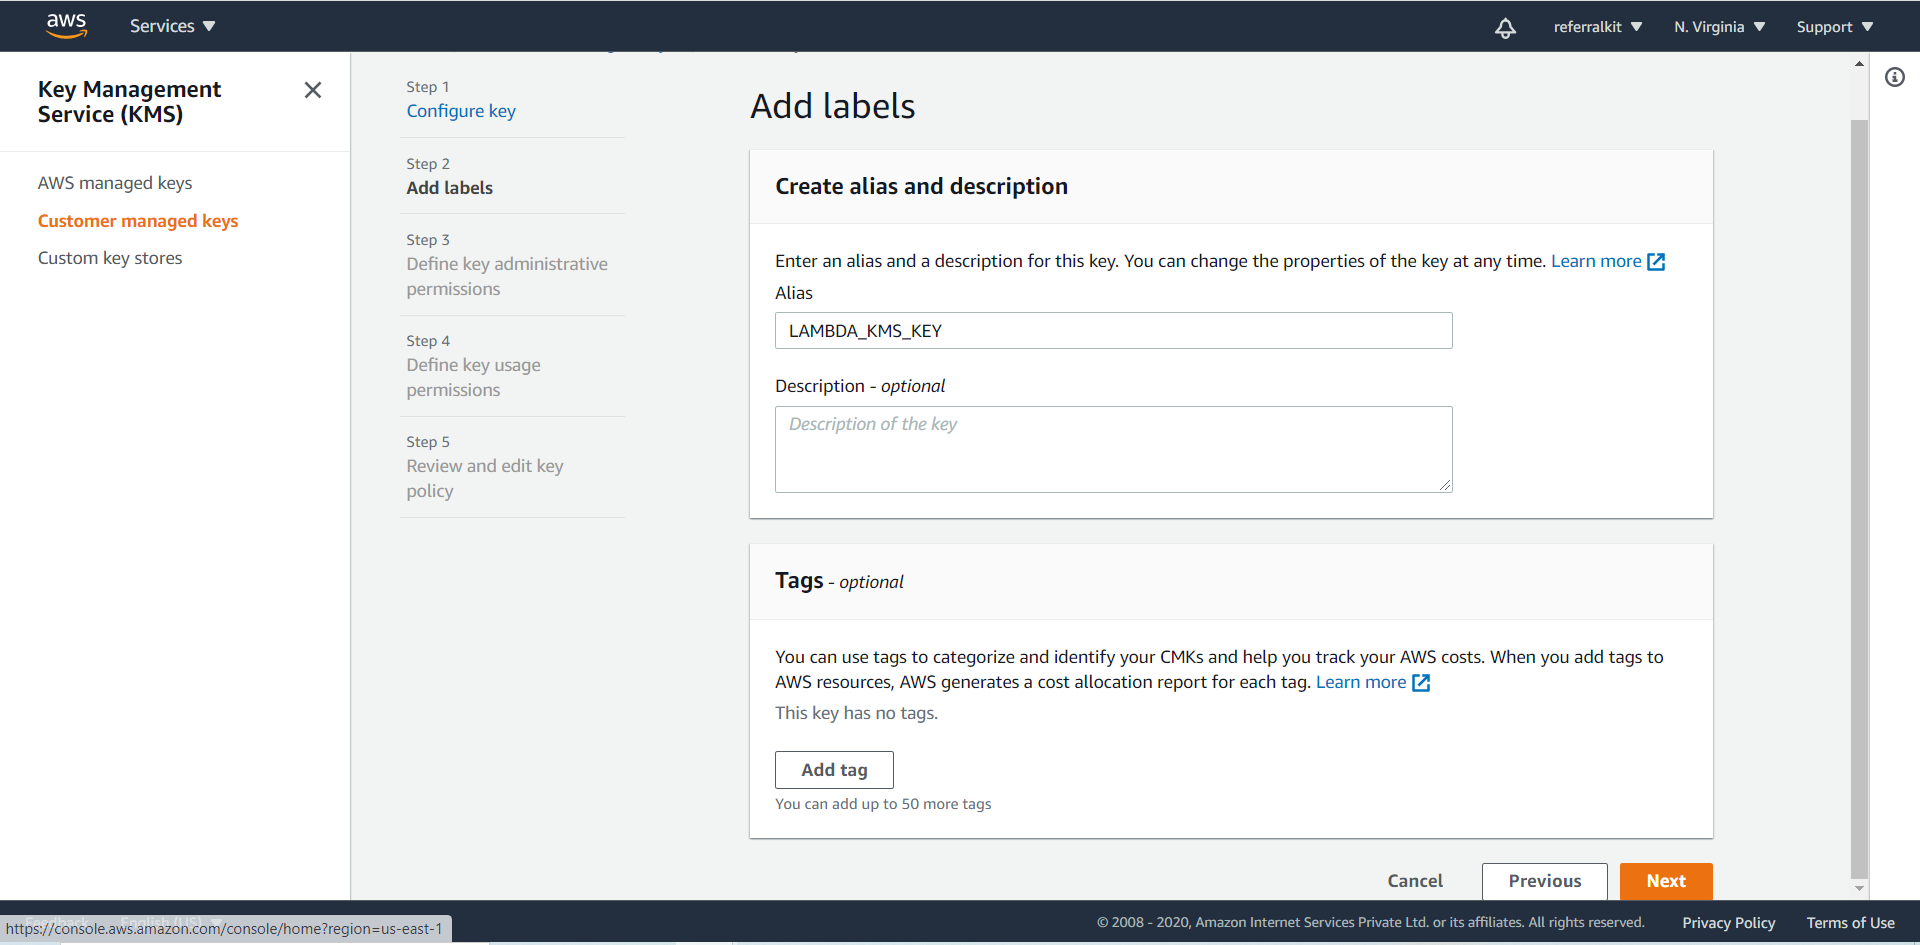 aws
Services
referralkit
N. Virginia
Support
Key Management
Service (KMS)
AWS managed keys
Customer managed keys
Custom key stores
Step 1
Configure key
Step 2
Add labels
Step 3
Define key administrative
permissions
Step 4
Define key usage
permissions
Step 5
Review and edit key
policy
Add labels
Create alias and description
Enter an alias and a description for this key. You can change the properties of the key at any time. Learn more
Alias
LAMBDA_KMS_KEY
Description - optional
Description of the key
Tags - optional
You can use tags to categorize and identify your CMKs and help you track your AWS costs. When you add tags to
AWS resources, AWS generates a cost allocation report for each tag. Learn more
This key has no tags.
Add tag
You can add up to 50 more tags
Cancel
Previous
Next
Feedback
English (US)
https://console.aws.amazon.com/console/home?region=us-east-1
© 2008 - 2020, Amazon Internet Services Private Ltd. or its affiliates. All rights reserved.
Privacy Policy
Terms of Use